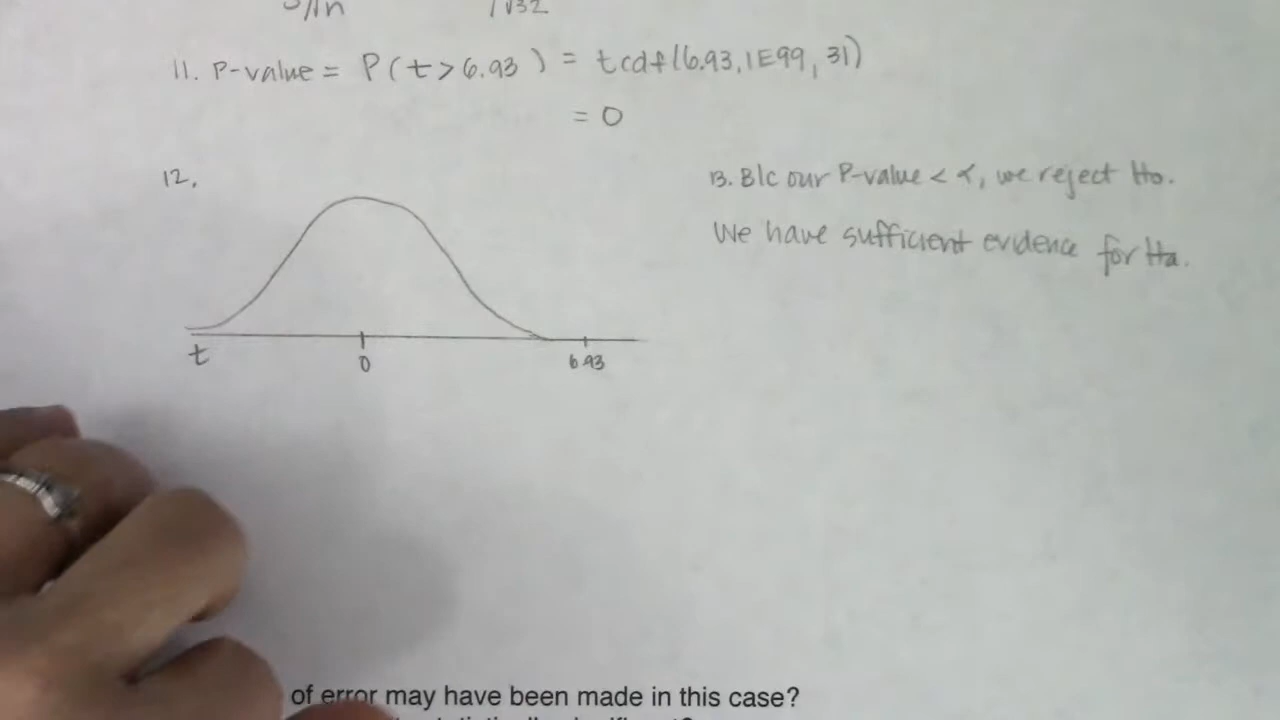 /√n √32
11. P-value = P(t > 6.93) = tcdf(6.93, 1E99, 31)
= 0
12.
t 0 6.93
13. B/c our P-value < α, we reject Ho.
We have sufficient evidence for Ha.
of error may have been made in this case?